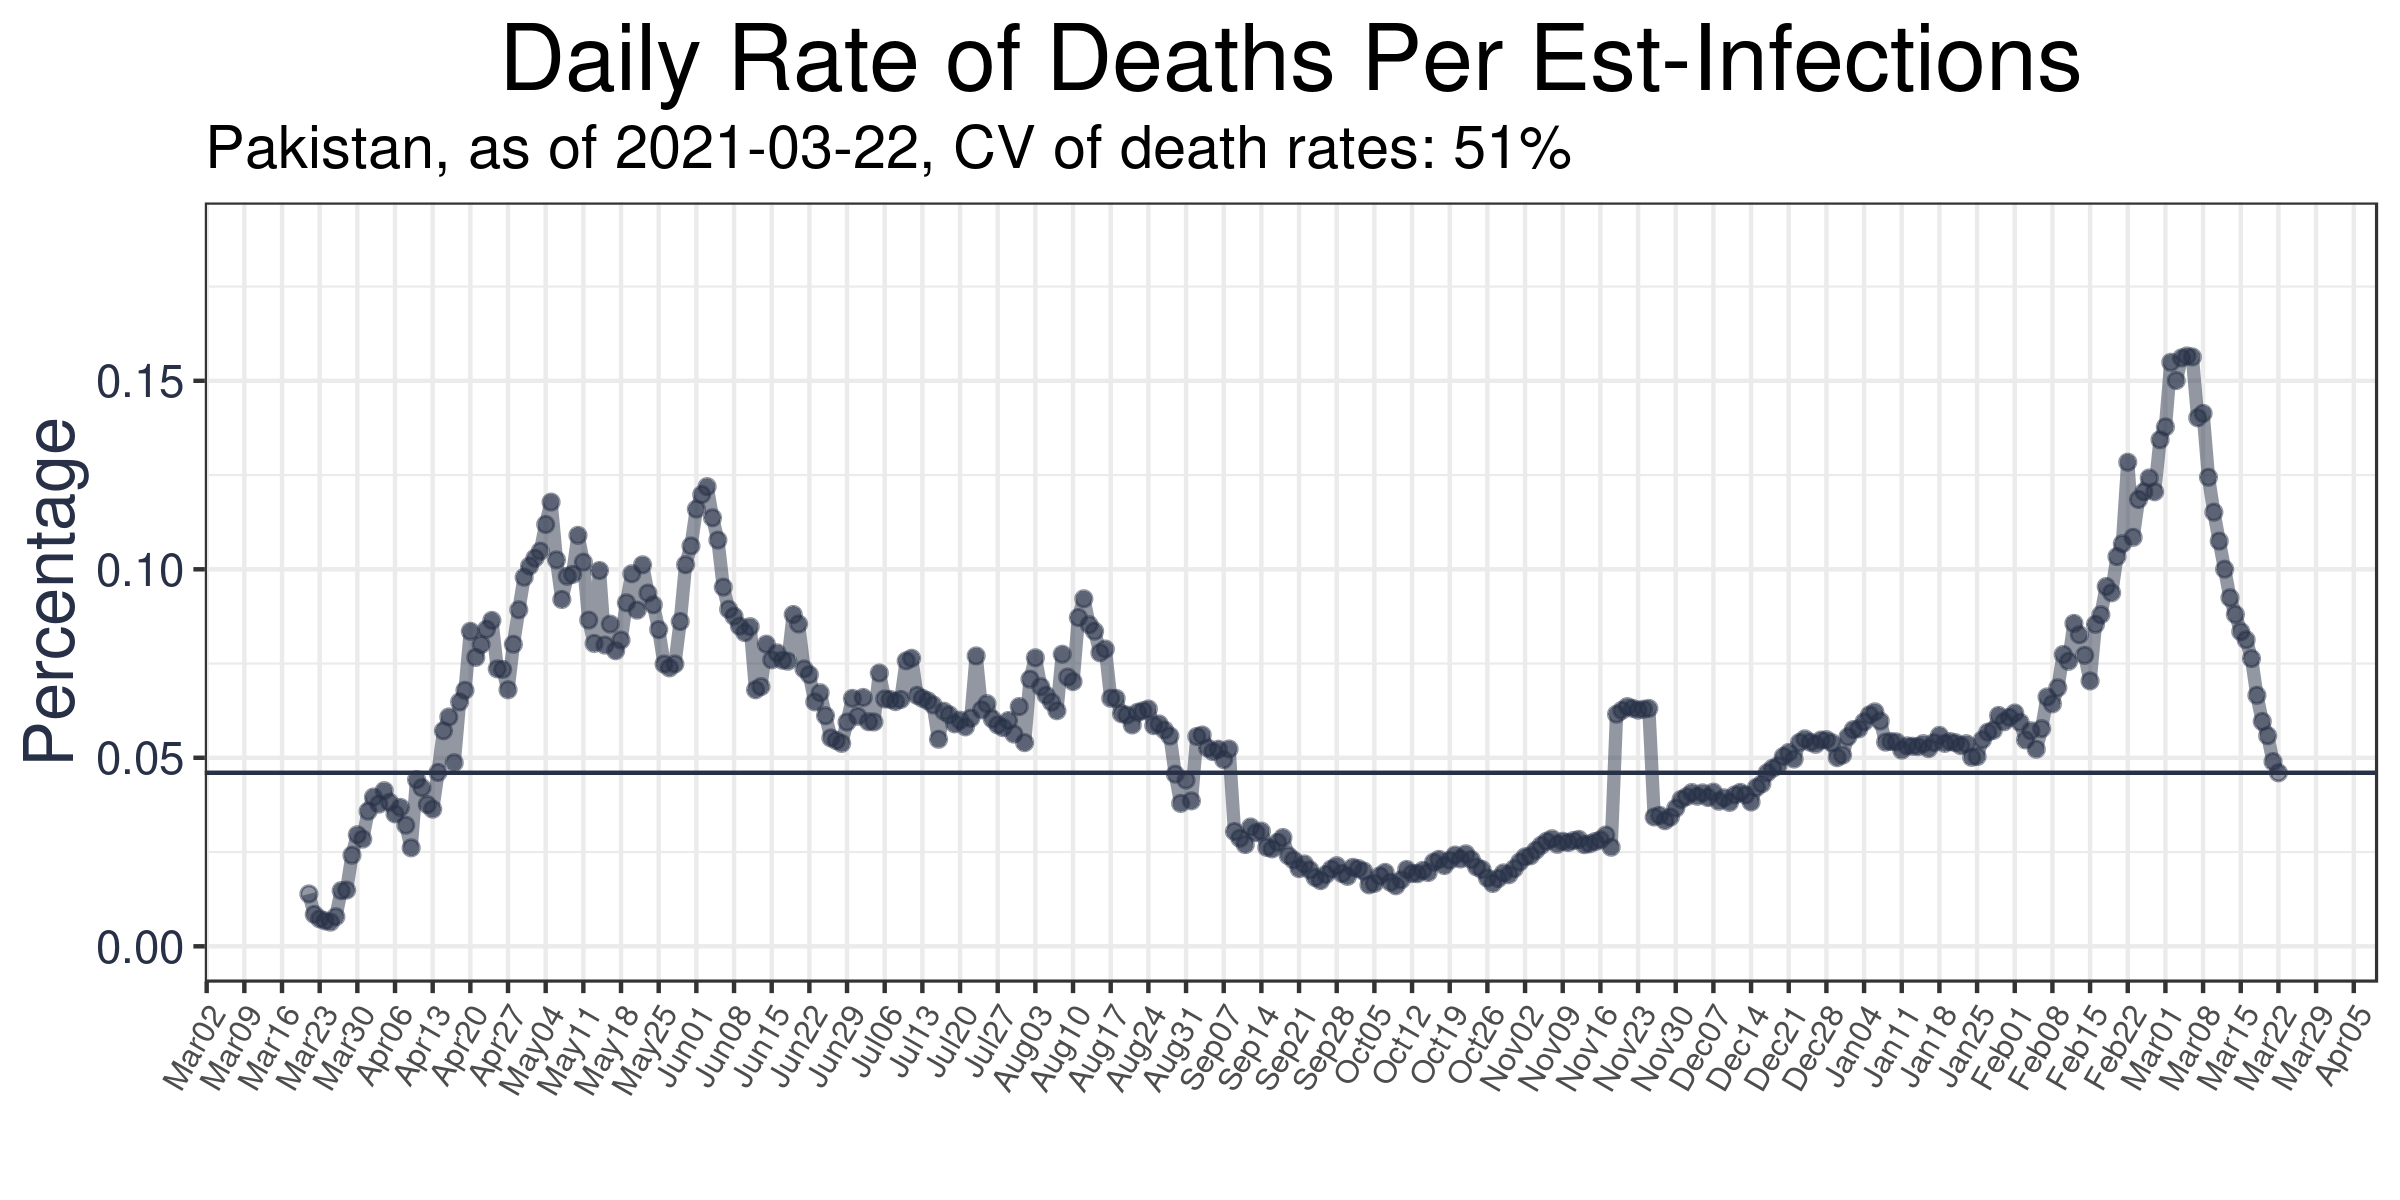 Daily Rate of Deaths Per Est-Infections
Pakistan, as of 2021-03-22, CV of death rates: 51%
Percentage
0.15
0.10
0.05
0.00
Mar02 Mar09 Mar16 Mar23 Mar30 Apr06 Apr13 Apr20 Apr27 May04 May11 May18 May25 Jun01 Jun08 Jun15 Jun22 Jun29 Jul06 Jul13 Jul20 Jul27 Aug03 Aug10 Aug17 Aug24 Aug31 Sep07 Sep14 Sep21 Sep28 Oct05 Oct12 Oct19 Oct26 Nov02 Nov09 Nov16 Nov23 Nov30 Dec07 Dec14 Dec21 Dec28 Jan04 Jan11 Jan18 Jan25 Feb01 Feb08 Feb15 Feb22 Mar01 Mar08 Mar15 Mar22 Mar29 Apr05